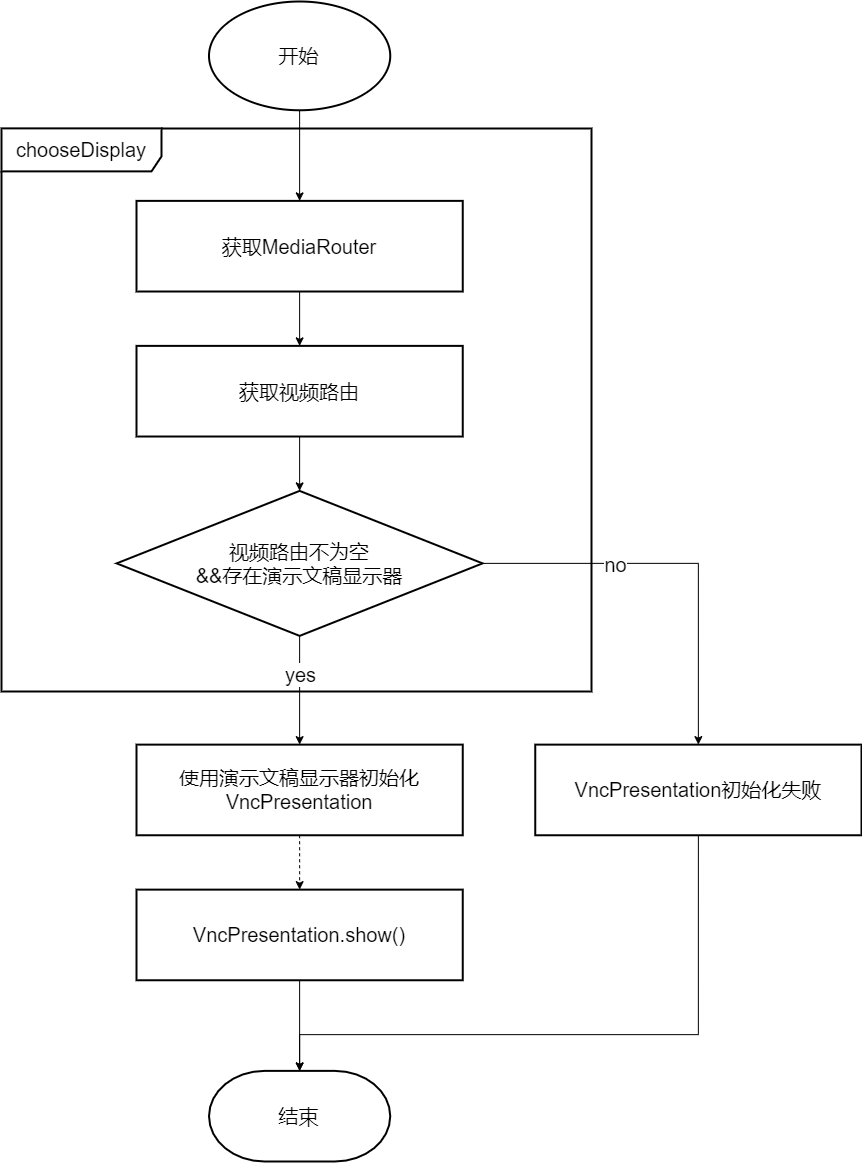 开始
chooseDisplay
获取MediaRouter
获取视频路由
视频路由不为空
&&存在演示文稿显示器
no
yes
使用演示文稿显示器初始化
VncPresentation
VncPresentation初始化失败
VncPresentation.show()
结束